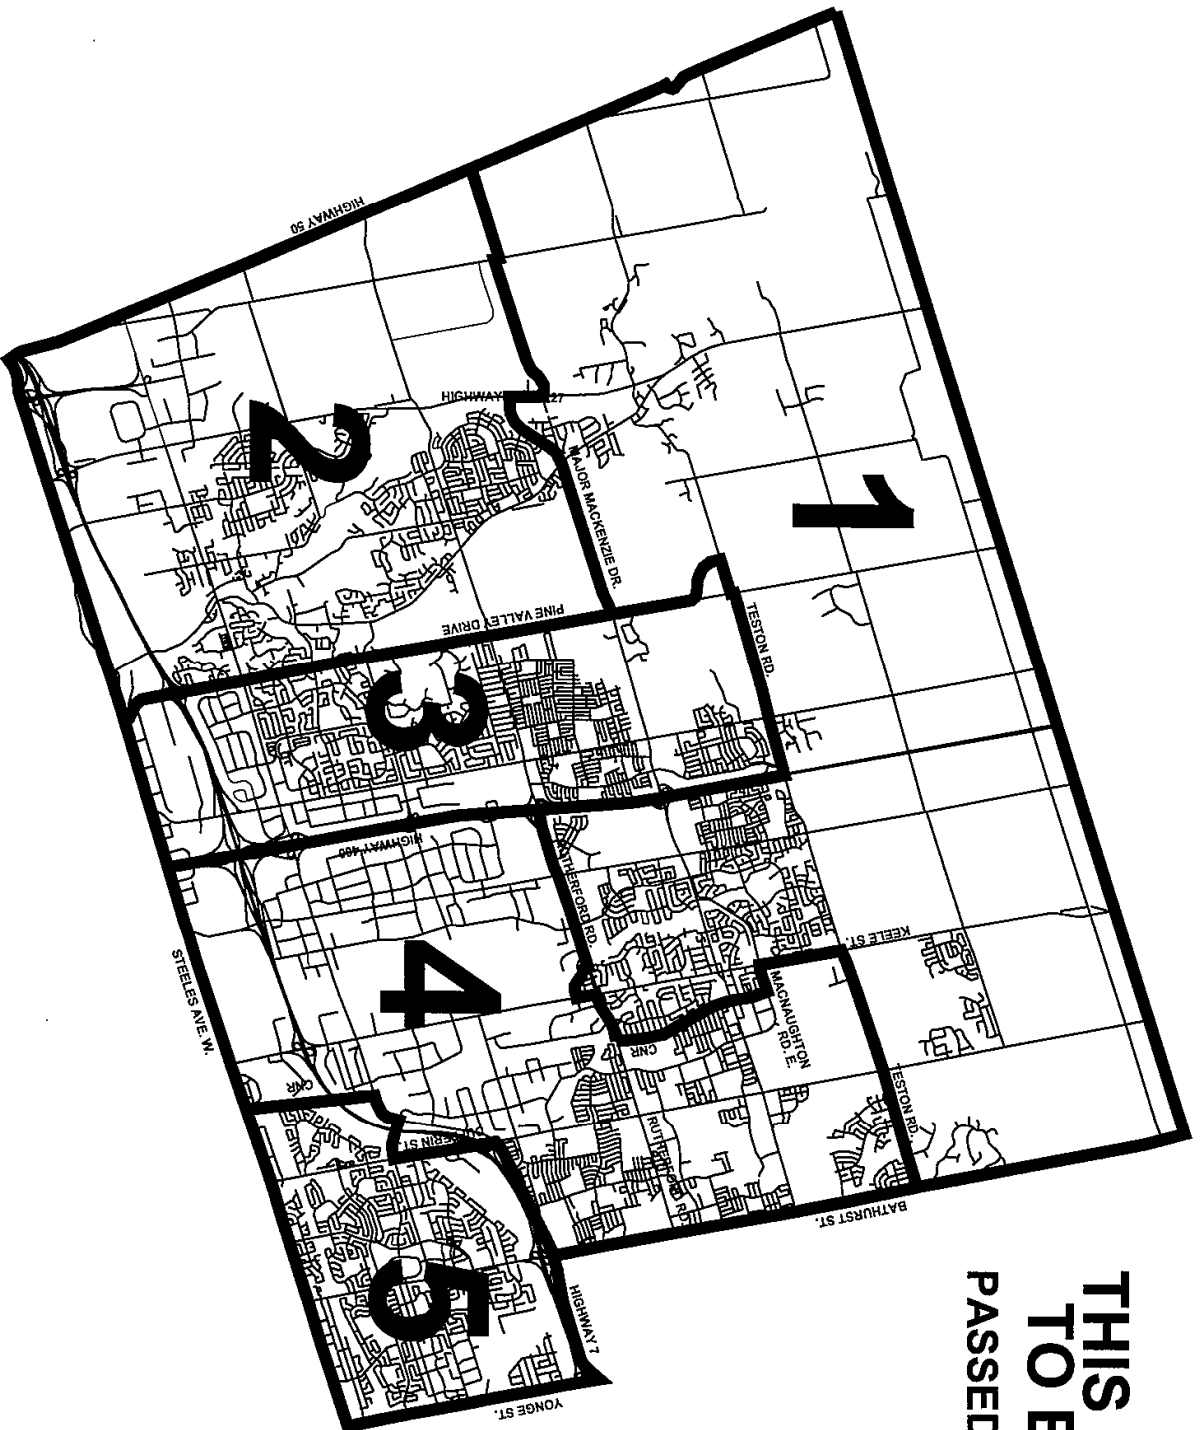 HIGHWAY 50
2
HIGHWAY 27
MAJOR MACKENZIE DR.
1
PINE VALLEY DRIVE
TESTON RD.
3
HIGHWAY 400
RUTHERFORD RD.
KEELE ST.
MACNAUGHTON
RD. E.
4
CNR
STEELES AVE. W.
CNR
TESTON RD.
DUFFERIN ST.
RUTHERFORD RD.
BATHURST ST.
5
HIGHWAY 7
YONGE ST.
THIS
TO
PASSED